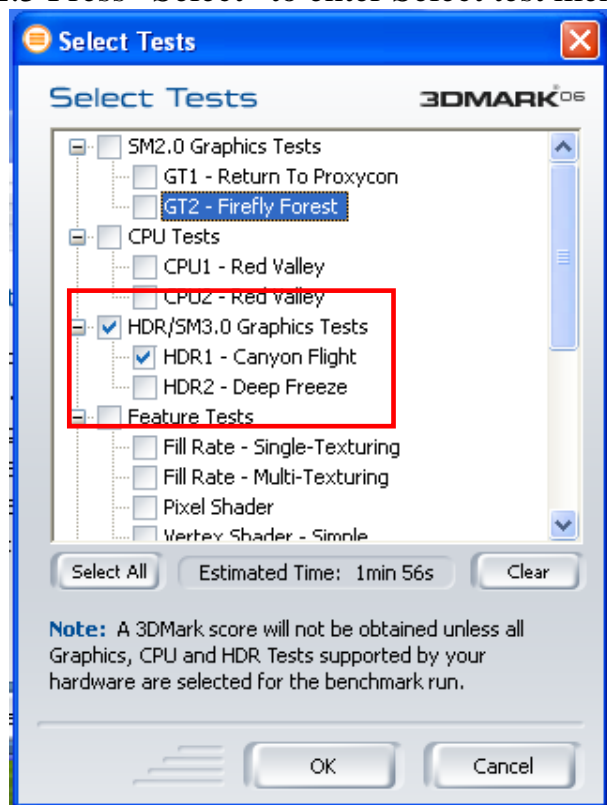 Select Tests
Select Tests 3DMARK06
SM2.0 Graphics Tests
GT1 - Return To Proxycon
GT2 - Firefly Forest
CPU Tests
CPU1 - Red Valley
CPU2 - Red Valley
HDR/SM3.0 Graphics Tests
HDR1 - Canyon Flight
HDR2 - Deep Freeze
Feature Tests
Fill Rate - Single-Texturing
Fill Rate - Multi-Texturing
Pixel Shader
Vertex Shader - Simple
Select All Estimated Time: 1min 56s Clear
Note: A 3DMark score will not be obtained unless all
Graphics, CPU and HDR Tests supported by your
hardware are selected for the benchmark run.
OK Cancel